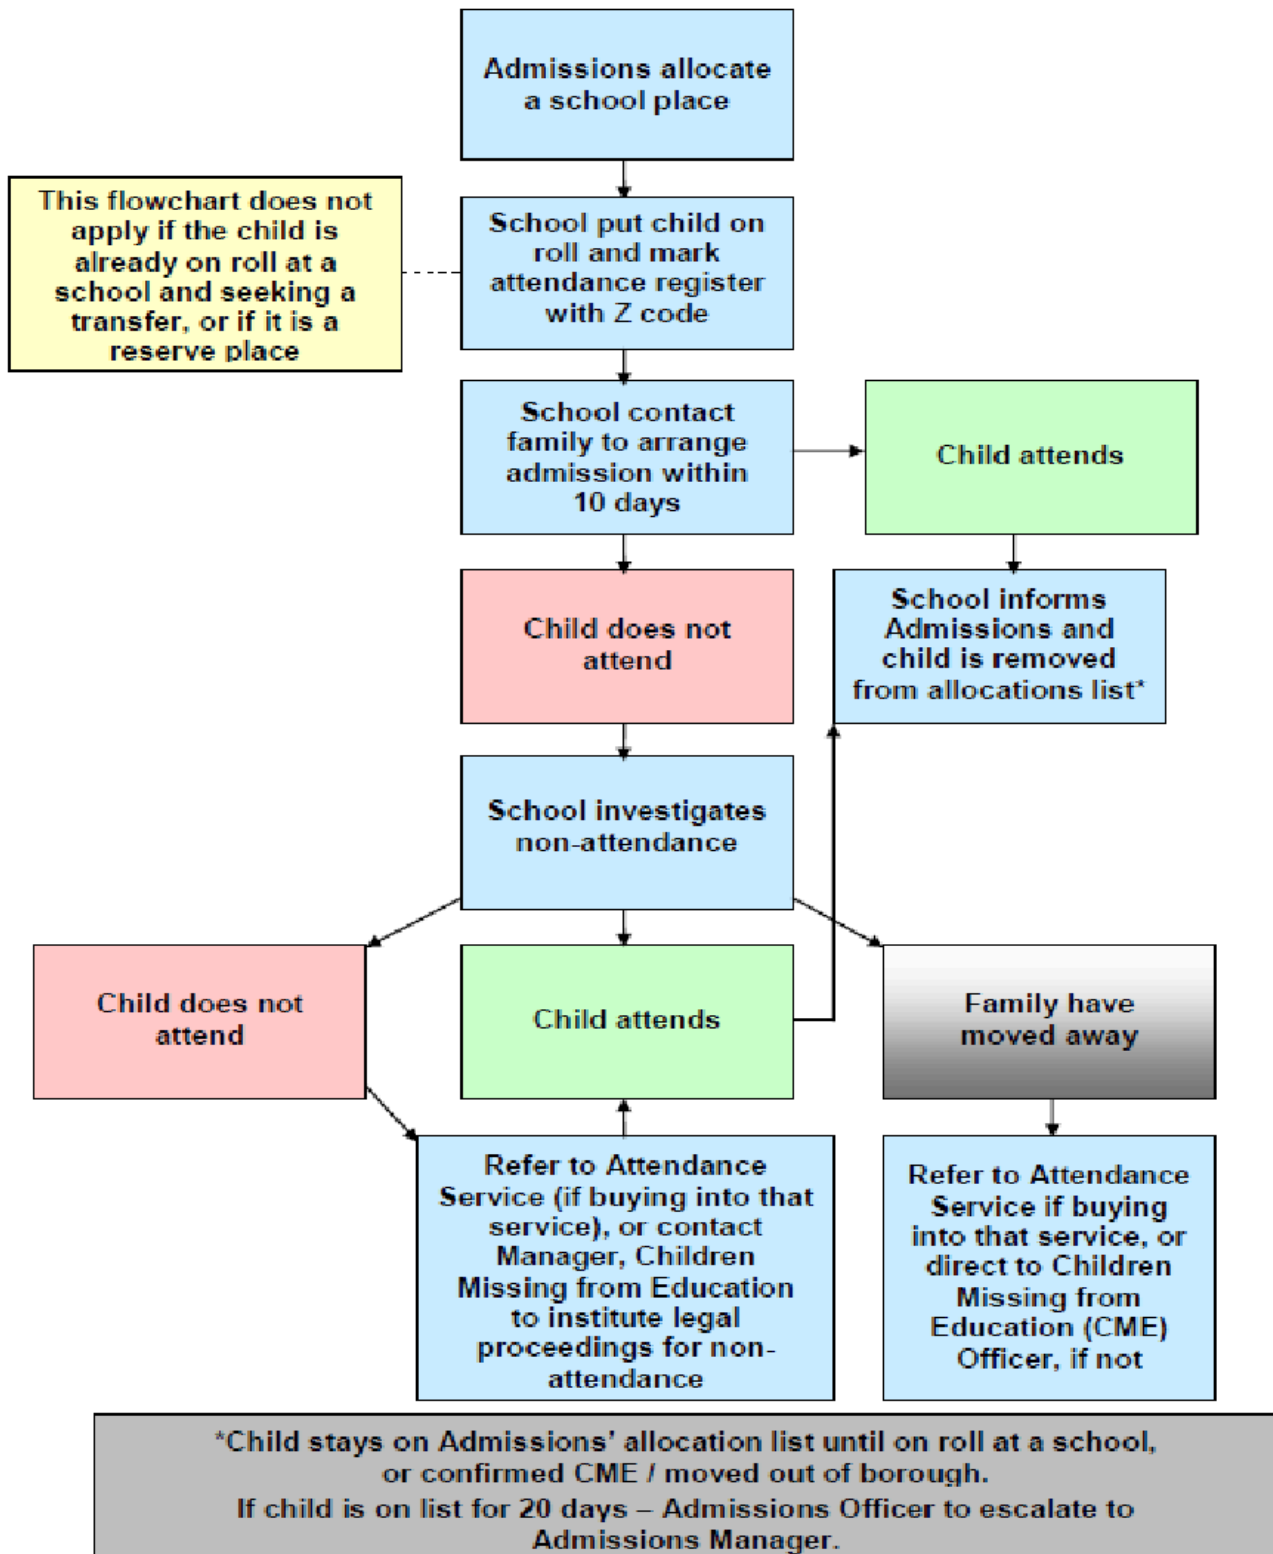 Admissions allocate
a school place
This flowchart does not
apply if the child is
already on roll at a
school and seeking a
transfer, or if it is a
reserve place
School put child on
roll and mark
attendance register
with Z code
School contact
family to arrange
admission within
10 days
Child attends
Child does not
attend
School informs
Admissions and
child is removed
from allocations list*
School investigates
non-attendance
Child does not
attend
Child attends
Family have
moved away
Refer to Attendance
Service (if buying into that
service), or contact
Manager, Children
Missing from Education
to institute legal
proceedings for non-
attendance
Refer to Attendance
Service if buying
into that service, or
direct to Children
Missing from
Education (CME)
Officer, if not
*Child stays on Admissions’ allocation list until on roll at a school,
or confirmed CME / moved out of borough.
If child is on list for 20 days – Admissions Officer to escalate to
Admissions Manager.